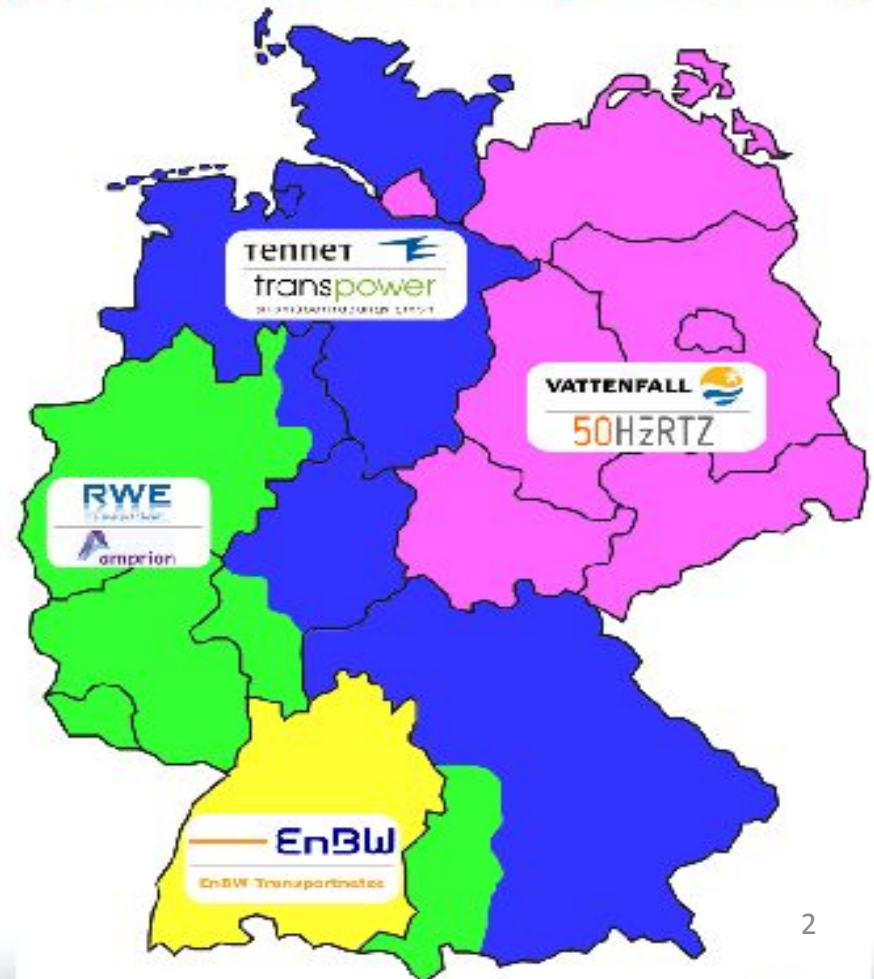 TenneT
transpower
VATTENFALL
50HzRTZ
RWE
amprion
EnBW
EnBW Transportnetze
2